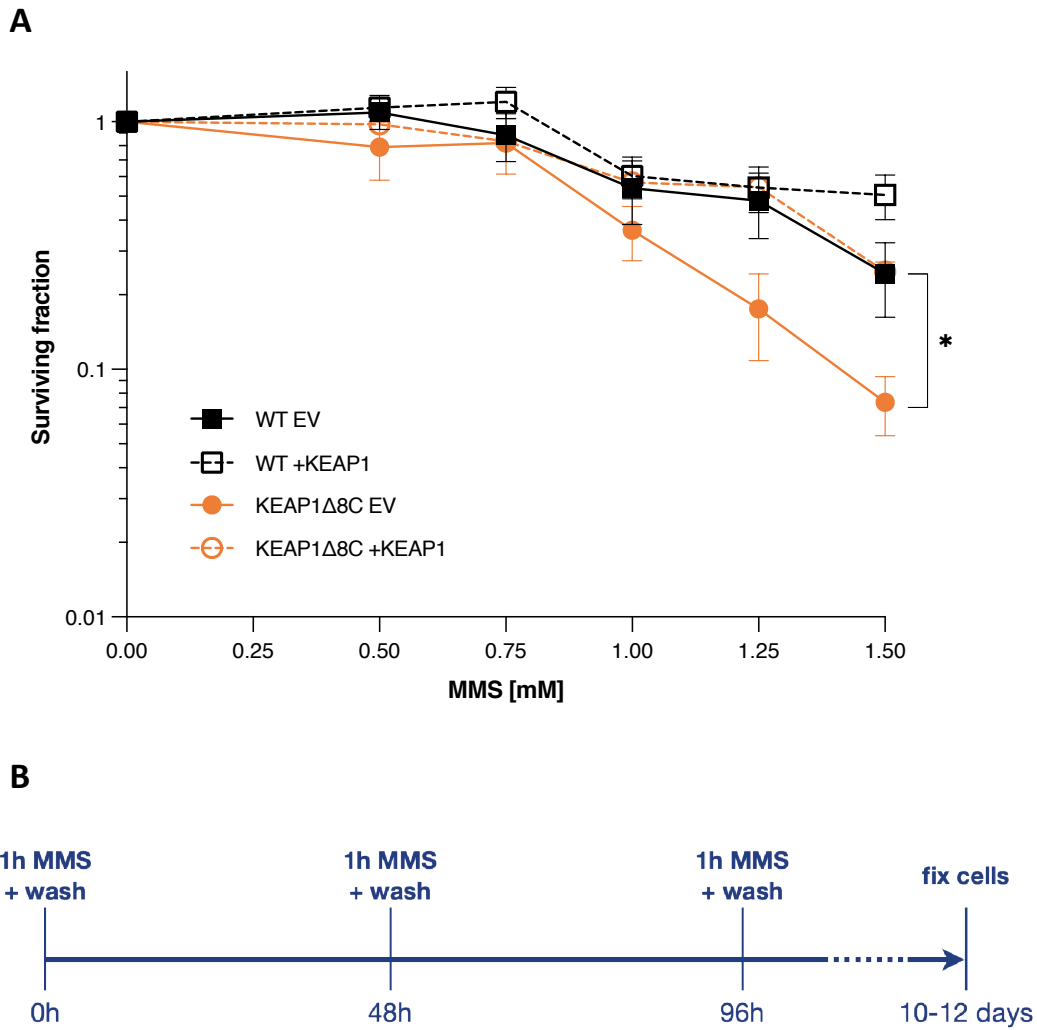 A
Surviving fraction
1
0.1
0.01
WT EV
WT +KEAP1
KEAP1Δ8C EV
KEAP1Δ8C +KEAP1
*
0.00 0.25 0.50 0.75 1.00 1.25 1.50
MMS [mM]
B
1h MMS
+ wash
1h MMS
+ wash
1h MMS
+ wash
fix cells
0h 48h 96h 10-12 days